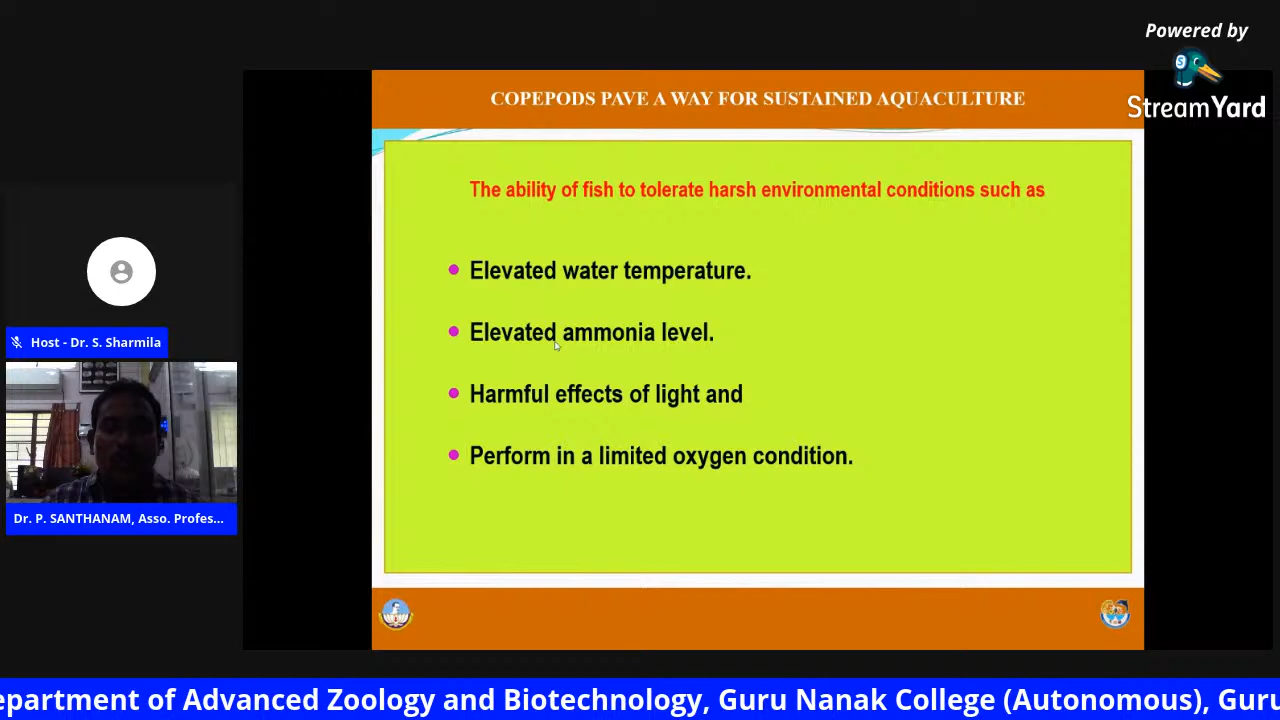 Powered by
StreamYard
COPEPODS PAVE A WAY FOR SUSTAINED AQUACULTURE
The ability of fish to tolerate harsh environmental conditions such as
Elevated water temperature.
Elevated ammonia level.
Harmful effects of light and
Perform in a limited oxygen condition.
Host - Dr. S. Sharmila
Dr. P. SANTHANAM, Asso. Profes...
epartment of Advanced Zoology and Biotechnology, Guru Nanak College (Autonomous), Guru